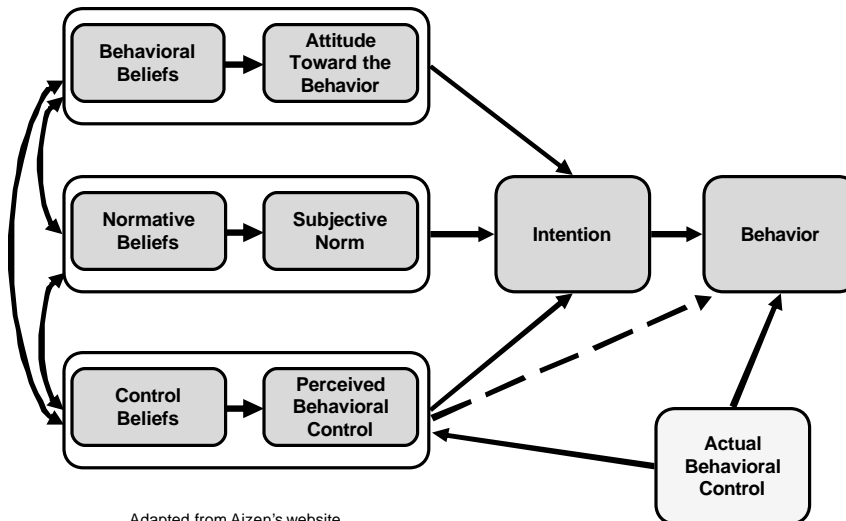 Behavioral
Beliefs
Attitude
Toward the
Behavior
Normative
Beliefs
Subjective
Norm
Intention
Behavior
Control
Beliefs
Perceived
Behavioral
Control
Actual
Behavioral
Control
Adapted from Ajzen's website